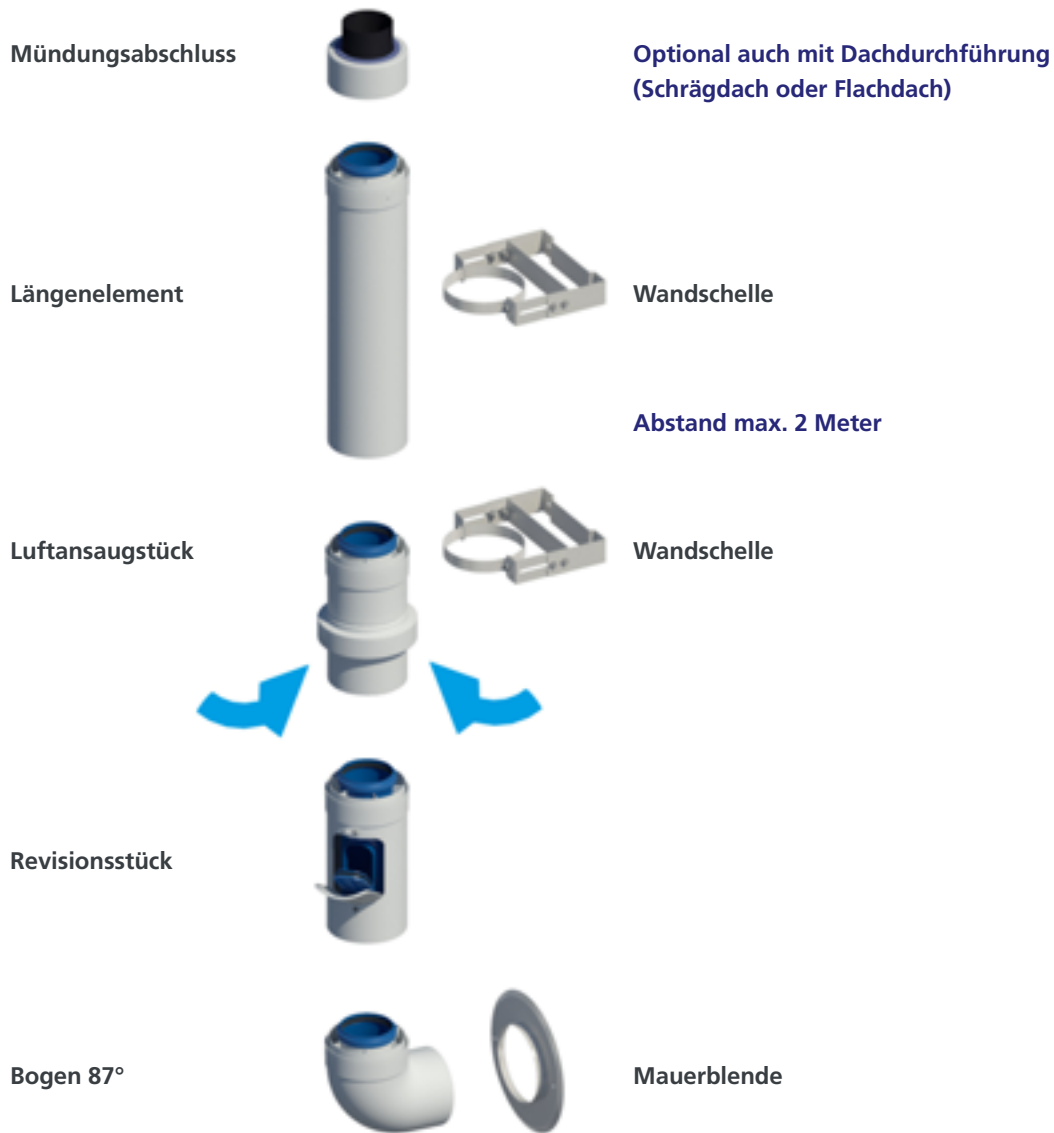 Mündungsabschluss
Optional auch mit Dachdurchführung
(Schrägdach oder Flachdach)
Längenelement
Wandschelle
Abstand max. 2 Meter
Luftansaugstück
Wandschelle
Revisionsstück
Bogen 87°
Mauerblende